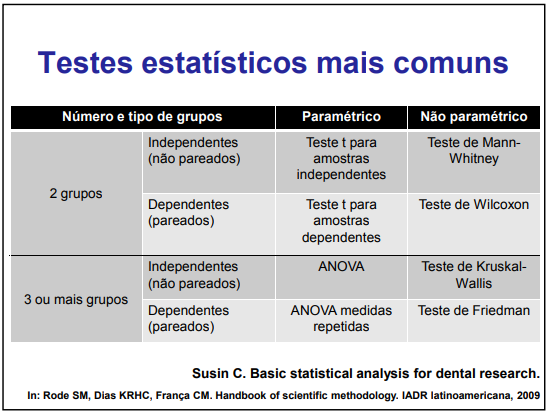 Testes estatísticos mais comuns
Número e tipo de grupos
Paramétrico
Não paramétrico
2 grupos
Independentes
(não pareados)
Teste t para
amostras
independentes
Teste de Mann-
Whitney
Dependentes
(pareados)
Teste t para
amostras
dependentes
Teste de Wilcoxon
3 ou mais grupos
Independentes
(não pareados)
ANOVA
Teste de Kruskal-
Wallis
Dependentes
(pareados)
ANOVA medidas
repetidas
Teste de Friedman
Susin C. Basic statistical analysis for dental research.
In: Rode SM, Dias KRHC, França CM. Handbook of scientific methodology. IADR latinoamericana, 2009